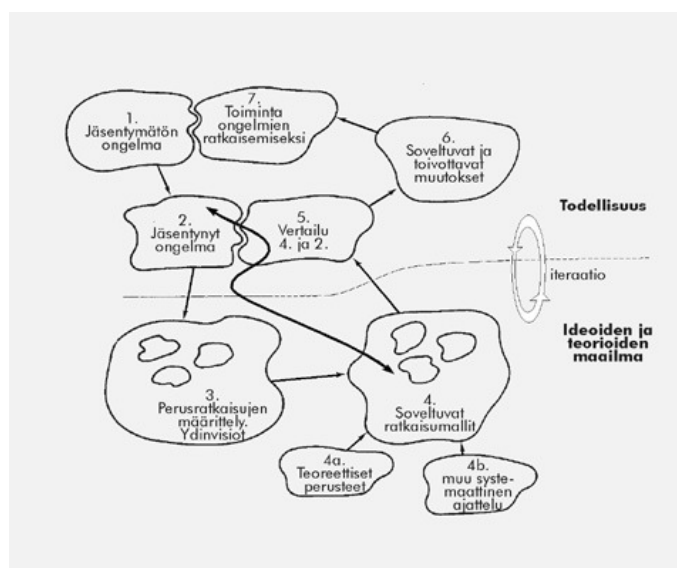 1.
Jäsentymätön
ongelma
7.
Toiminta
ongelmien
ratkaisemiseksi
6.
Soveltuvat ja
toivottavat
muutokset
2.
Jäsentynyt
ongelma
5.
Vertailu
4. ja 2.
Todellisuus
iteraatio
Ideoiden ja
teorioiden
maailma
3.
Perusratkaisujen
määrittely.
Ydinvisiot
4.
Soveltuvat
ratkaisumallit
4a.
Teoreettiset
perusteet
4b.
muu syste-
maattinen
ajattelu